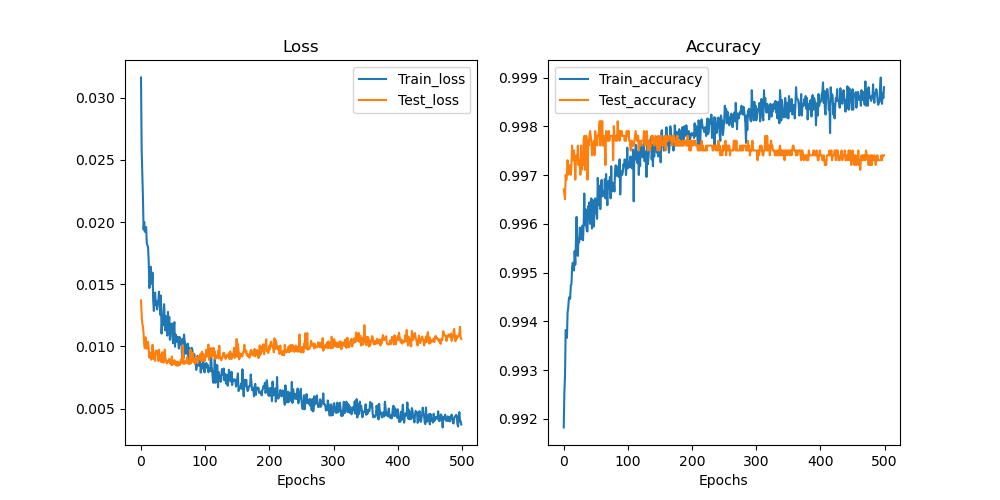 Loss
Train_loss
Test_loss
0.030
0.025
0.020
0.015
0.010
0.005
0 100 200 300 400 500
Epochs
Accuracy
Train_accuracy
Test_accuracy
0.999
0.998
0.997
0.996
0.995
0.994
0.993
0.992
0 100 200 300 400 500
Epochs